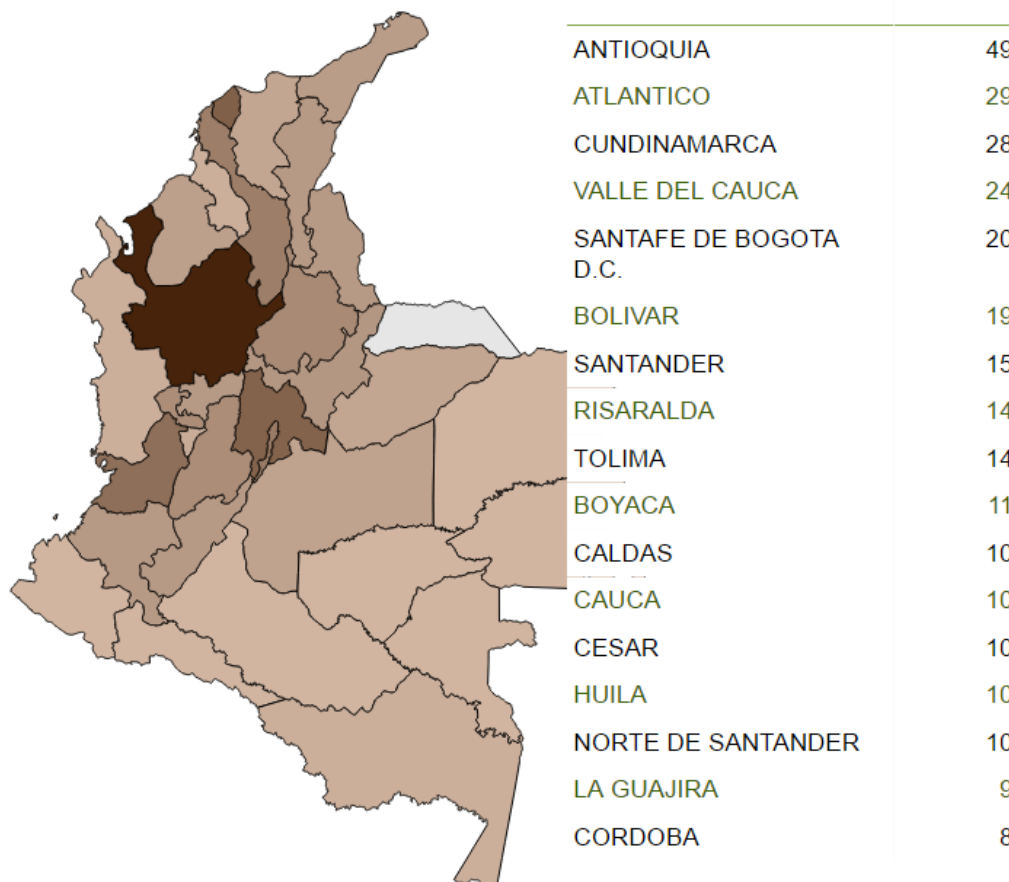 ANTIOQUIA 49
ATLANTICO 29
CUNDINAMARCA 28
VALLE DEL CAUCA 24
SANTAFE DE BOGOTA 20
D.C.
BOLIVAR 19
SANTANDER 15
RISARALDA 14
TOLIMA 14
BOYACA 11
CALDAS 10
CAUCA 10
CESAR 10
HUILA 10
NORTE DE SANTANDER 10
LA GUAJIRA 9
CORDOBA 8